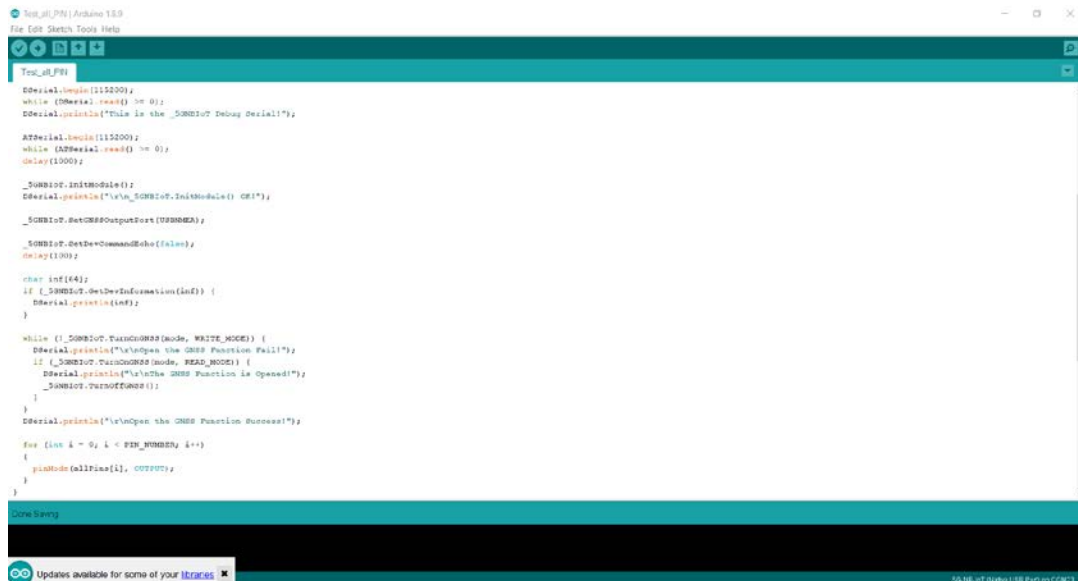 Test_all_PIN | Arduino 1.8.9
File Edit Sketch Tools Help
Test_all_PIN
DSerial.begin(115200);
while (DSerial.read() >= 0);
DSerial.println("This is the _5GNBIoT Debug Serial!");
ATSerial.begin(115200);
while (ATSerial.read() >= 0);
delay(1000);
_5GNBIoT.InitModule();
DSerial.println("\r\n_5GNBIoT.InitModule() OK!");
_5GNBIoT.SetGNSSOutputPort(USBNMEA);
_5GNBIoT.SetDevCommandEcho(false);
delay(100);
char inf[64];
if (_5GNBIoT.GetDevInformation(inf)) {
DSerial.println(inf);
}
while (!_5GNBIoT.TurnOnGNSS(mode, WRITE_MODE)) {
DSerial.println("\r\nOpen the GNSS Function Fail!");
if (_5GNBIoT.TurnOnGNSS(mode, READ_MODE)) {
DSerial.println("\r\nThe GNSS Function is Opened!");
_5GNBIoT.TurnOffGNSS();
}
}
DSerial.println("\r\nOpen the GNSS Function Success!");
for (int i = 0; i < PIN_NUMBER; i++)
{
pinMode(allPins[i], OUTPUT);
}
}
Done Saving
Updates available for some of your libraries